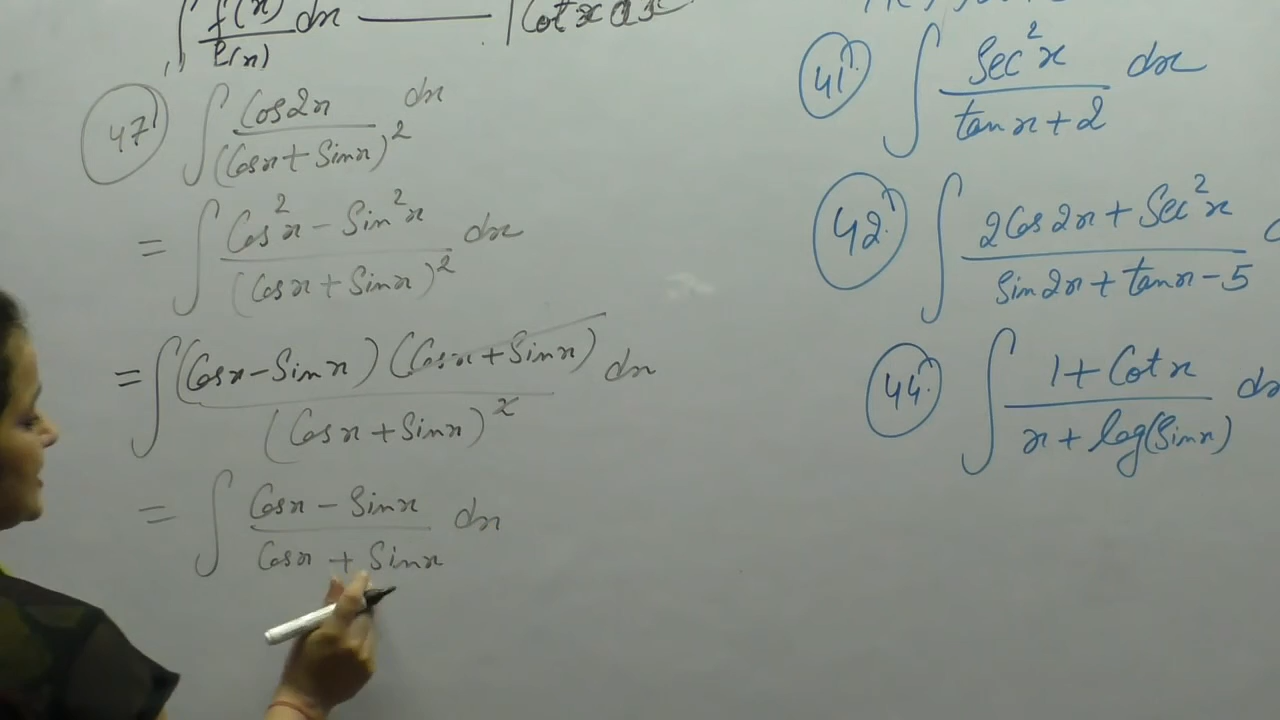 ∫ f'(x)/f(x) dx — ∫cot x dx
47) ∫ Cos2x/(Cosx + Sinx)² dx
= ∫ Cos²x - Sin²x/(Cosx + Sinx)² dx
= ∫ (Cosx - Sinx)(Cosx + Sinx)/(Cosx + Sinx)² dx
= ∫ Cosx - Sinx/Cosx + Sinx dx
41) ∫ Sec²x/tanx + 2 dx
42) ∫ 2Cos2x + Sec²x/Sin2x + tanx - 5
44) ∫ 1 + Cotx/x + log(Sinx) dx